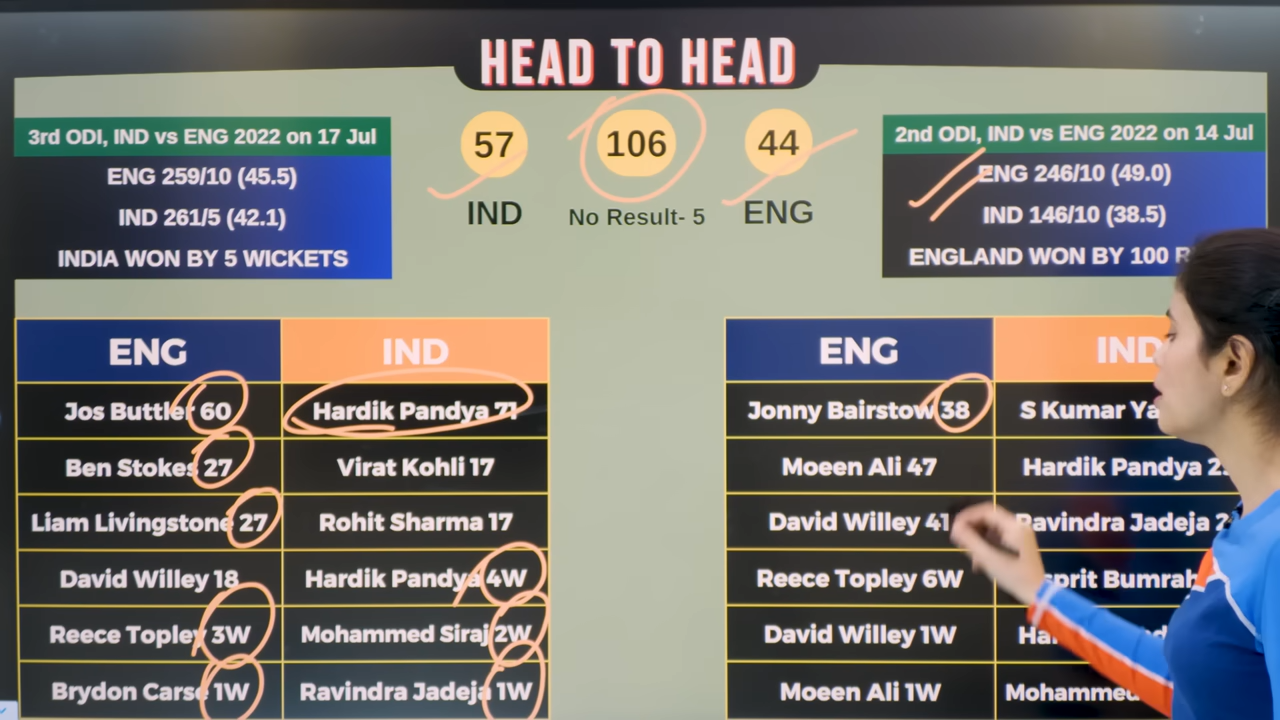 HEAD TO HEAD
3rd ODI, IND vs ENG 2022 on 17 Jul
ENG 259/10 (45.5)
IND 261/5 (42.1)
INDIA WON BY 5 WICKETS
57
IND
106
No Result- 5
44
ENG
2nd ODI, IND vs ENG 2022 on 14 Jul
ENG 246/10 (49.0)
IND 146/10 (38.5)
ENGLAND WON BY 100
ENG IND
Jos Buttler 60 Hardik Pandya 71
Ben Stokes 27 Virat Kohli 17
Liam Livingstone 27 Rohit Sharma 17
David Willey 18 Hardik Pandya 4W
Reece Topley 3W Mohammed Siraj 2W
Brydon Carse 1W Ravindra Jadeja 1W
ENG IND
Jonny Bairstow 38 S Kumar
Moeen Ali 47 Hardik Pandya
David Willey 41 Ravindra Jadeja
Reece Topley 6W Bumrah
David Willey 1W
Moeen Ali 1W Mohammed